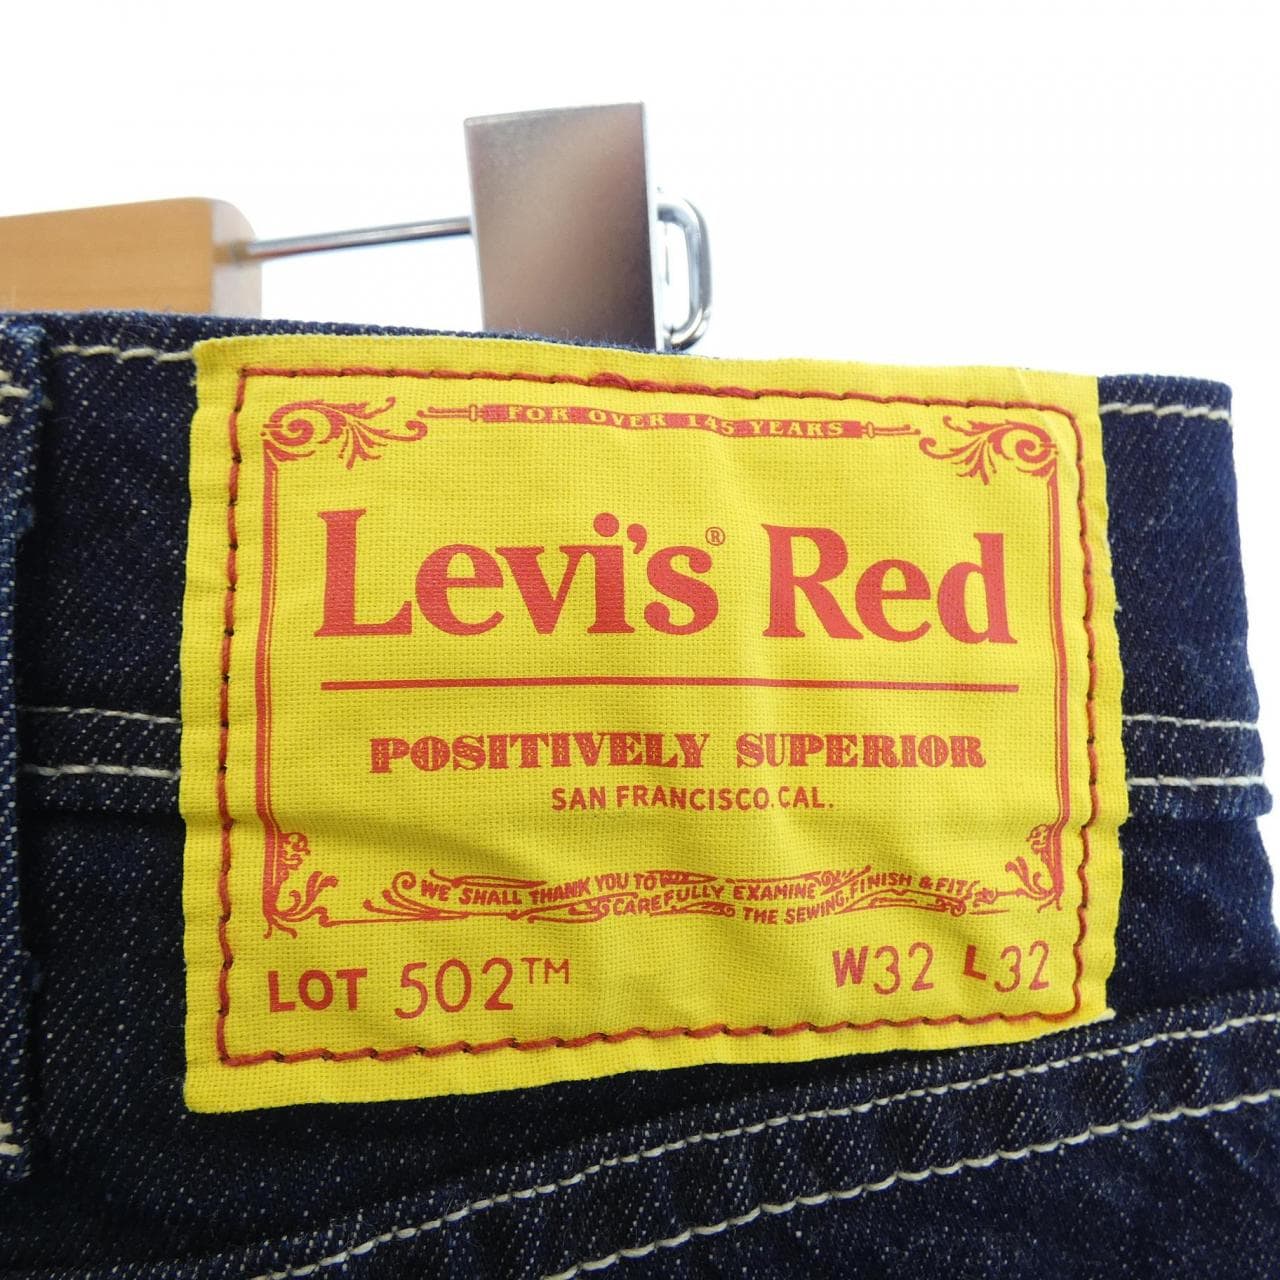 FOR OVER 145 YEARS
Levi's® Red
POSITIVELY SUPERIOR
SAN FRANCISCO. CAL.
WE SHALL THANK YOU TO
CAREFULLY EXAMINE
THE SEWING, FINISH & FIT
LOT 502™ W32 L32